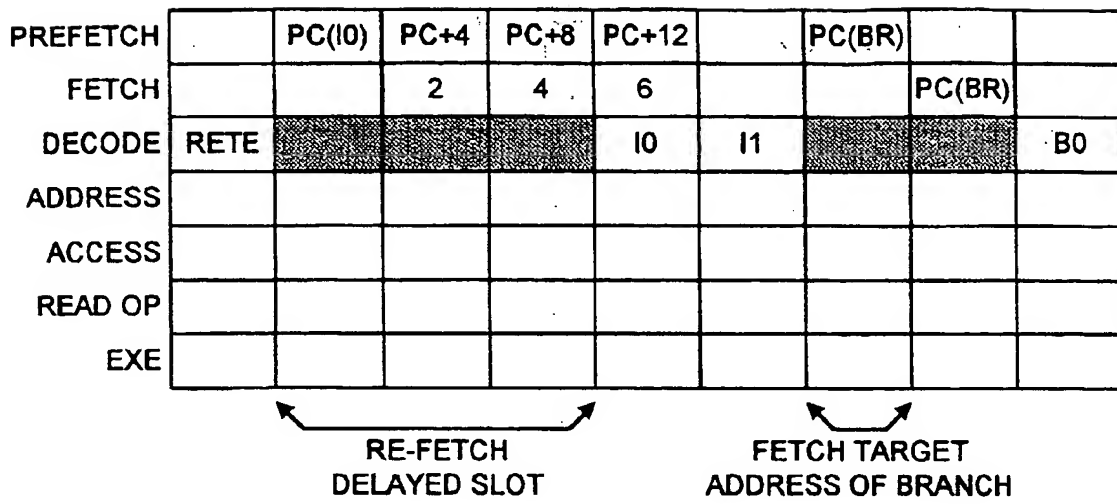 PREFETCH PC(I0) PC+4 PC+8 PC+12 PC(BR)
FETCH 2 4 6 PC(BR)
DECODE RETE I0 I1 B0
ADDRESS
ACCESS
READ OP
EXE
RE-FETCH
DELAYED SLOT
FETCH TARGET
ADDRESS OF BRANCH